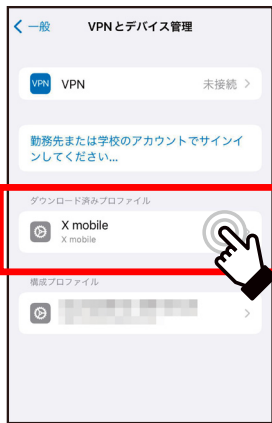 一般
VPNとデバイス管理
VPN
VPN
未接続
勤務先または学校のアカウントでサインイ
ンしてください...
ダウンロード済みプロファイル
X mobile
X mobile
構成プロファイル